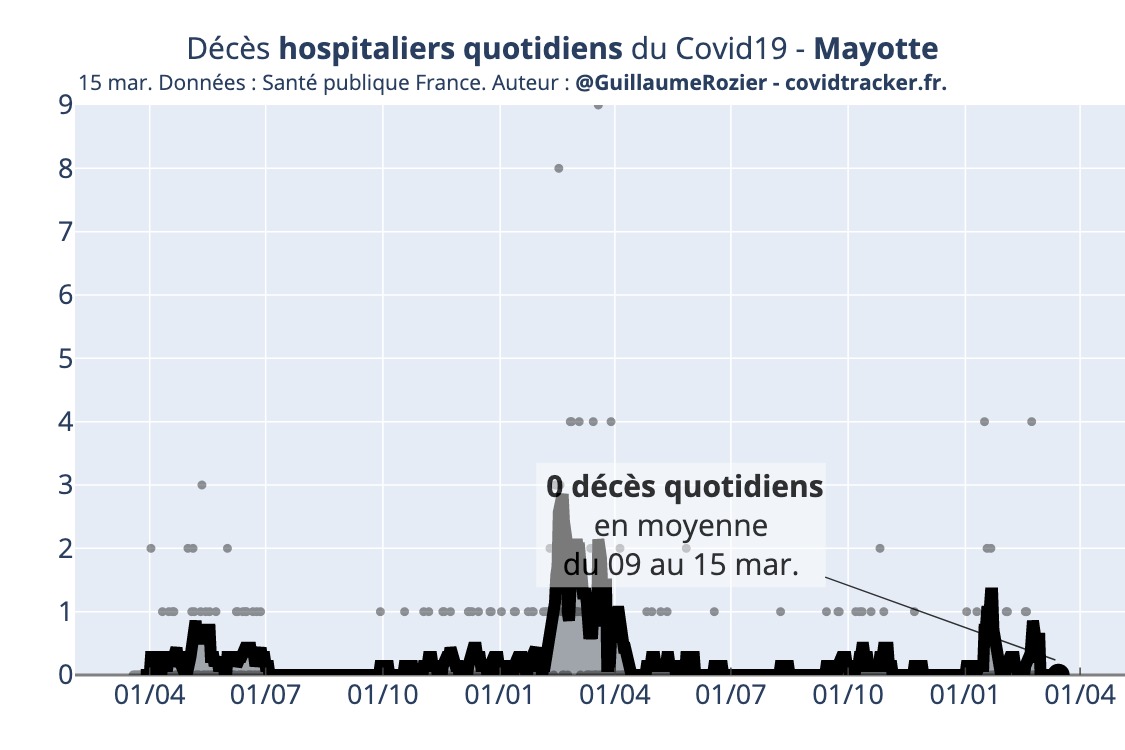 Décès hospitaliers quotidiens du Covid19 - Mayotte
15 mar. Données : Santé publique France. Auteur : @GuillaumeRozier - covidtracker.fr.
9
8
7
6
5
4
3
2
1
0
0 décès quotidiens
en moyenne
du 09 au 15 mar.
01/04 01/07 01/10 01/01 01/04 01/07 01/10 01/01 01/04